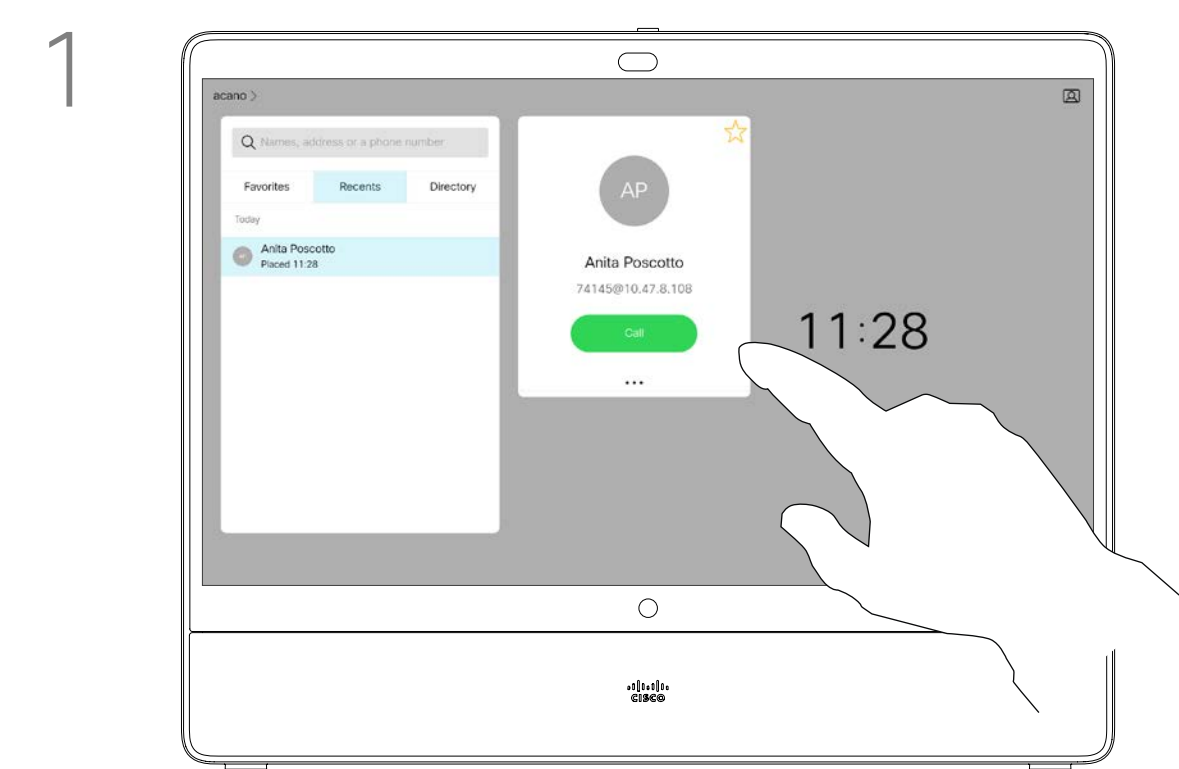 1
acano >
Names, address or a phone number
Favorites Recents Directory
Today
Anita Poscotto
Placed 11:28
AP
Anita Poscotto
74145@10.47.8.108
Call
...
11:28
CISCO